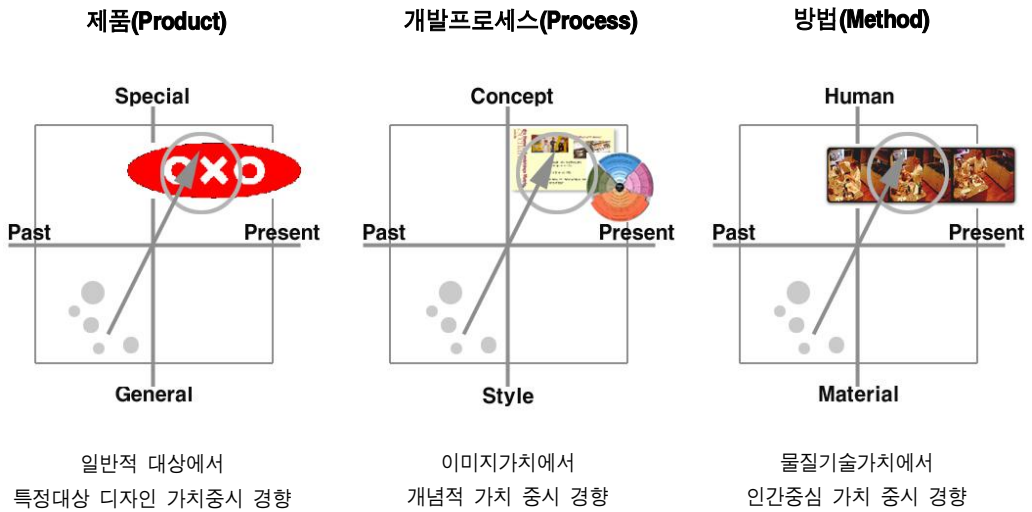 제품(Product)
Special
OXO
Past
Present
General
일반적 대상에서
특정대상 디자인 가치중시 경향
개발프로세스(Process)
Concept
Past
Present
Style
이미지가치에서
개념적 가치 중시 경향
방법(Method)
Human
Past
Present
Material
물질기술가치에서
인간중심 가치 중시 경향